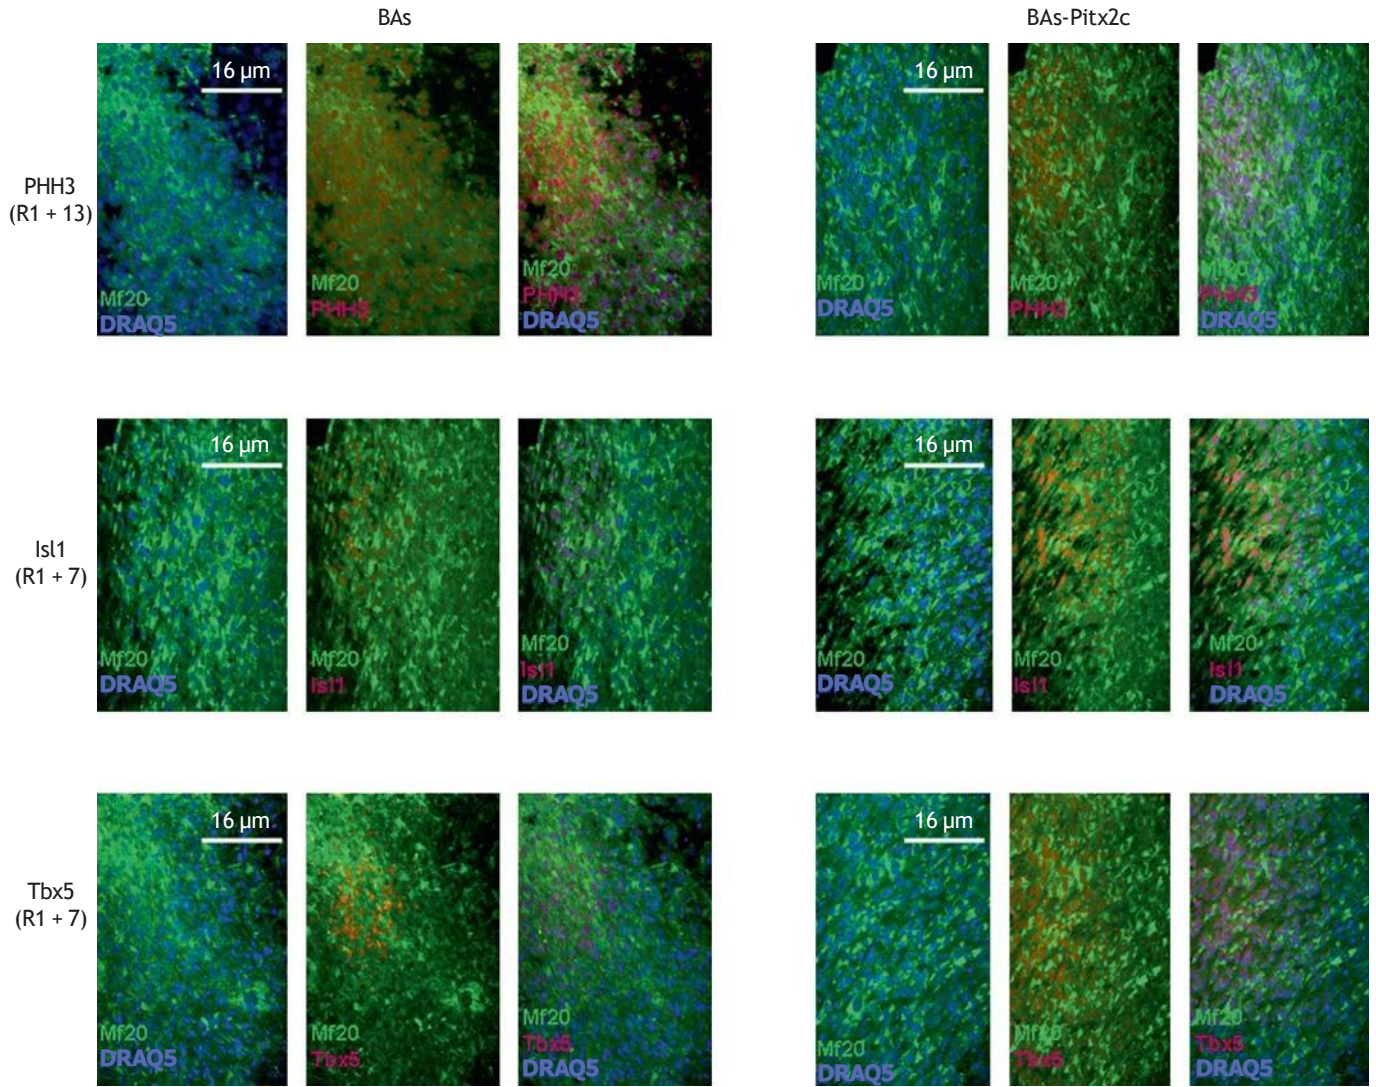 BAs
BAs-Pitx2c
PHH3
(R1 + 13)
16 µm
Mf20
DRAQ5
Mf20
PHH3
Mf20
PHH3
DRAQ5
16 µm
Mf20
DRAQ5
Mf20
PHH3
Mf20
PHH3
DRAQ5
Isl1
(R1 + 7)
16 µm
Mf20
DRAQ5
Mf20
Isl1
Mf20
Isl1
DRAQ5
16 µm
Mf20
DRAQ5
Mf20
Isl1
Mf20
Isl1
DRAQ5
Tbx5
(R1 + 7)
16 µm
Mf20
DRAQ5
Mf20
Tbx5
Mf20
Tbx5
DRAQ5
16 µm
Mf20
DRAQ5
Mf20
Tbx5
Mf20
Tbx5
DRAQ5